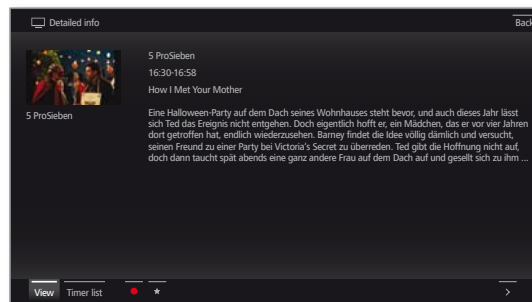 Detailed info
Back
5 ProSieben
16:30-16:58
How I Met Your Mother
5 ProSieben
Eine Halloween-Party auf dem Dach seines Wohnhauses steht bevor, und auch dieses Jahr lässt
sich Ted das Ereignis nicht entgehen. Doch eigentlich hofft er, ein Mädchen, das er vor vier Jahren
dort getroffen hat, endlich wiederzusehen. Barney findet die Idee völlig dämlich und versucht,
seinen Freund zu einer Party bei Victoria's Secret zu überreden. Ted gibt die Hoffnung nicht auf,
doch dann taucht spät abends eine ganz andere Frau auf dem Dach auf und gesellt sich zu ihm ...
View Timer list